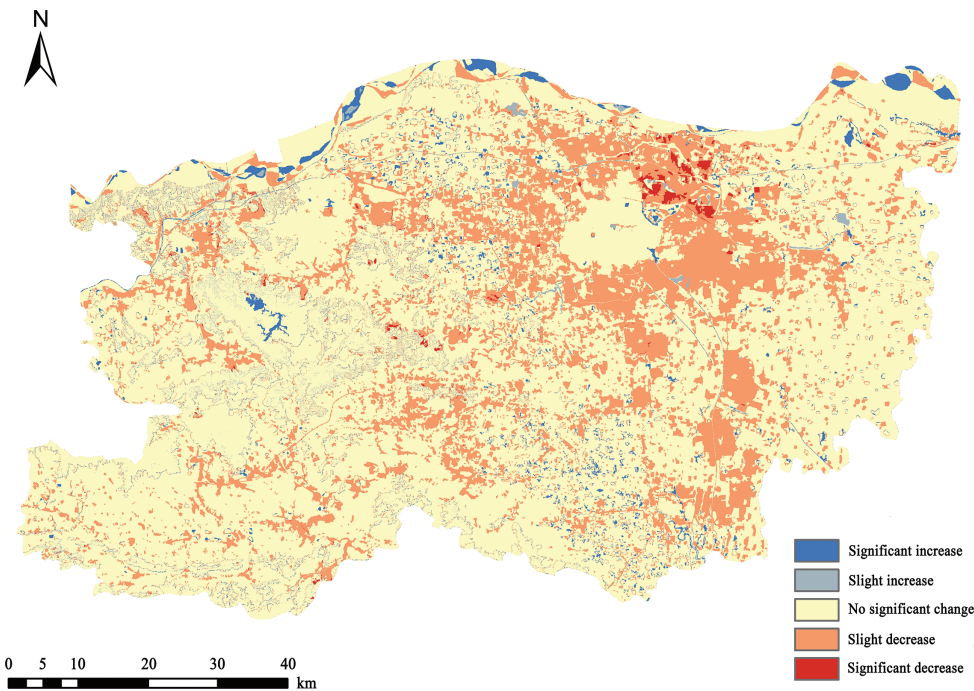 N
Significant increase
Slight increase
No significant change
Slight decrease
Significant decrease
0 5 10 20 30 40
km